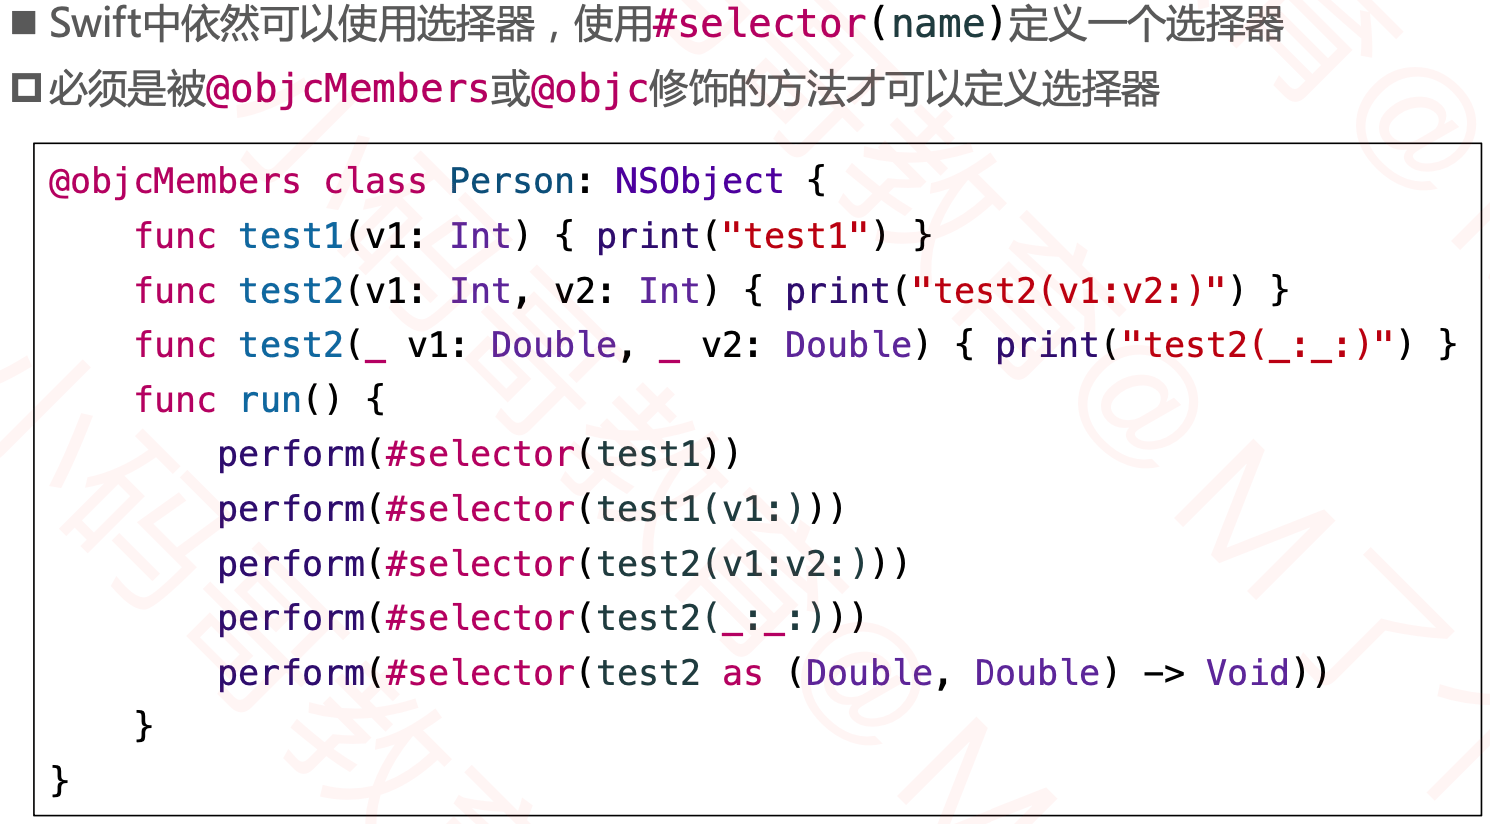 Swift中依然可以使用选择器，使用#selector(name)定义一个选择器
必须是被@objcMembers或@objc修饰的方法才可以定义选择器
@objcMembers class Person: NSObject {
    func test1(v1: Int) { print("test1") }
    func test2(v1: Int, v2: Int) { print("test2(v1:v2:)") }
    func test2(_ v1: Double, _ v2: Double) { print("test2(_:_:)") }
    func run() {
        perform(#selector(test1))
        perform(#selector(test1(v1:)))
        perform(#selector(test2(v1:v2:)))
        perform(#selector(test2(_:_:)))
        perform(#selector(test2 as (Double, Double) -> Void))
    }
}